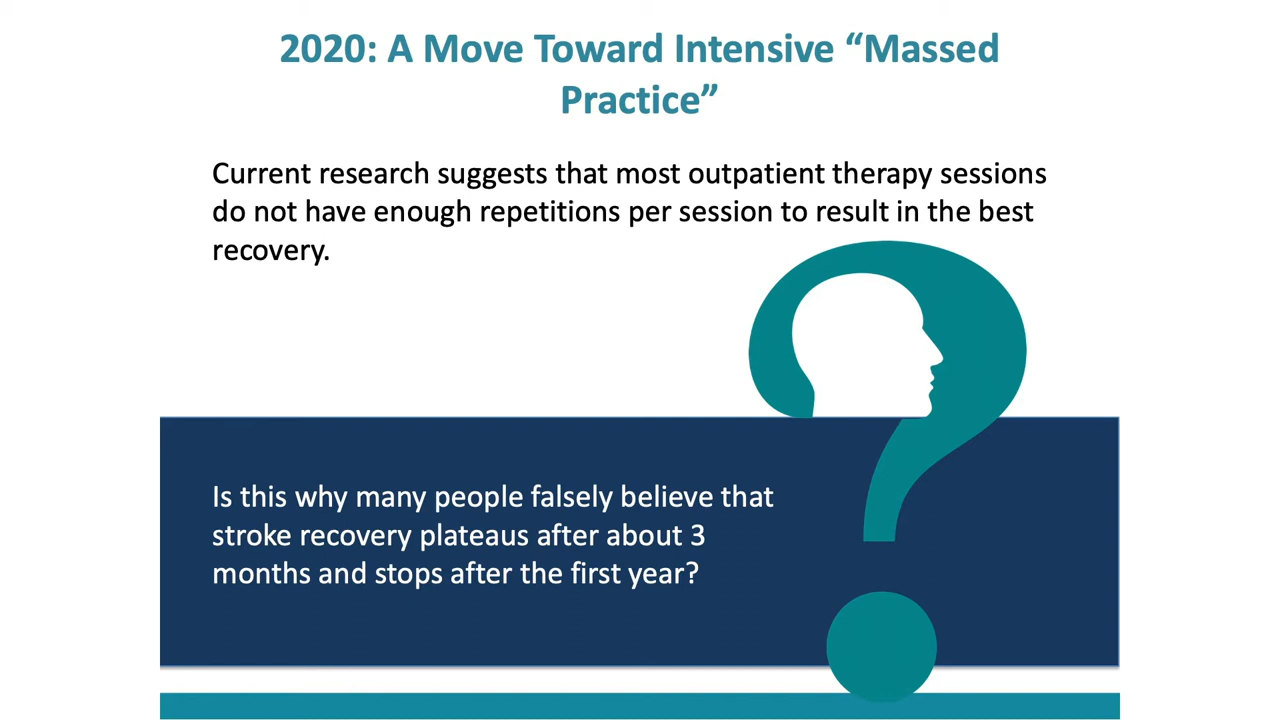 2020: A Move Toward Intensive “Massed
Practice”
Current research suggests that most outpatient therapy sessions
do not have enough repetitions per session to result in the best
recovery.
Is this why many people falsely believe that
stroke recovery plateaus after about 3
months and stops after the first year?